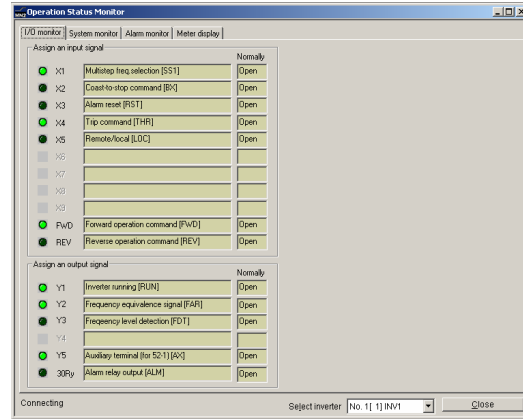 Operation Status Monitor
I/O monitor System monitor Alarm monitor Meter display
Assign an input signal
Normally
X1 Multistep freq.selection [SS1] Open
X2 Coast-to-stop command [BX] Open
X3 Alarm reset [RST] Open
X4 Trip command [THR] Open
X5 Remote/local [LOC] Open
X6
X7
X8
X9
FWD Forward operation command [FWD] Open
REV Reverse operation command [REV] Open
Assign an output signal
Normally
Y1 Inverter running [RUN] Open
Y2 Frequency equivalence signal [FAR] Open
Y3 Freqeency level detection [FDT] Open
Y4
Y5 Auxiliary terminal (for 52-1) [AX] Open
30Ry Alarm relay output [ALM] Open
Connecting
Select inverter No. 1[ 1] INV1 Close